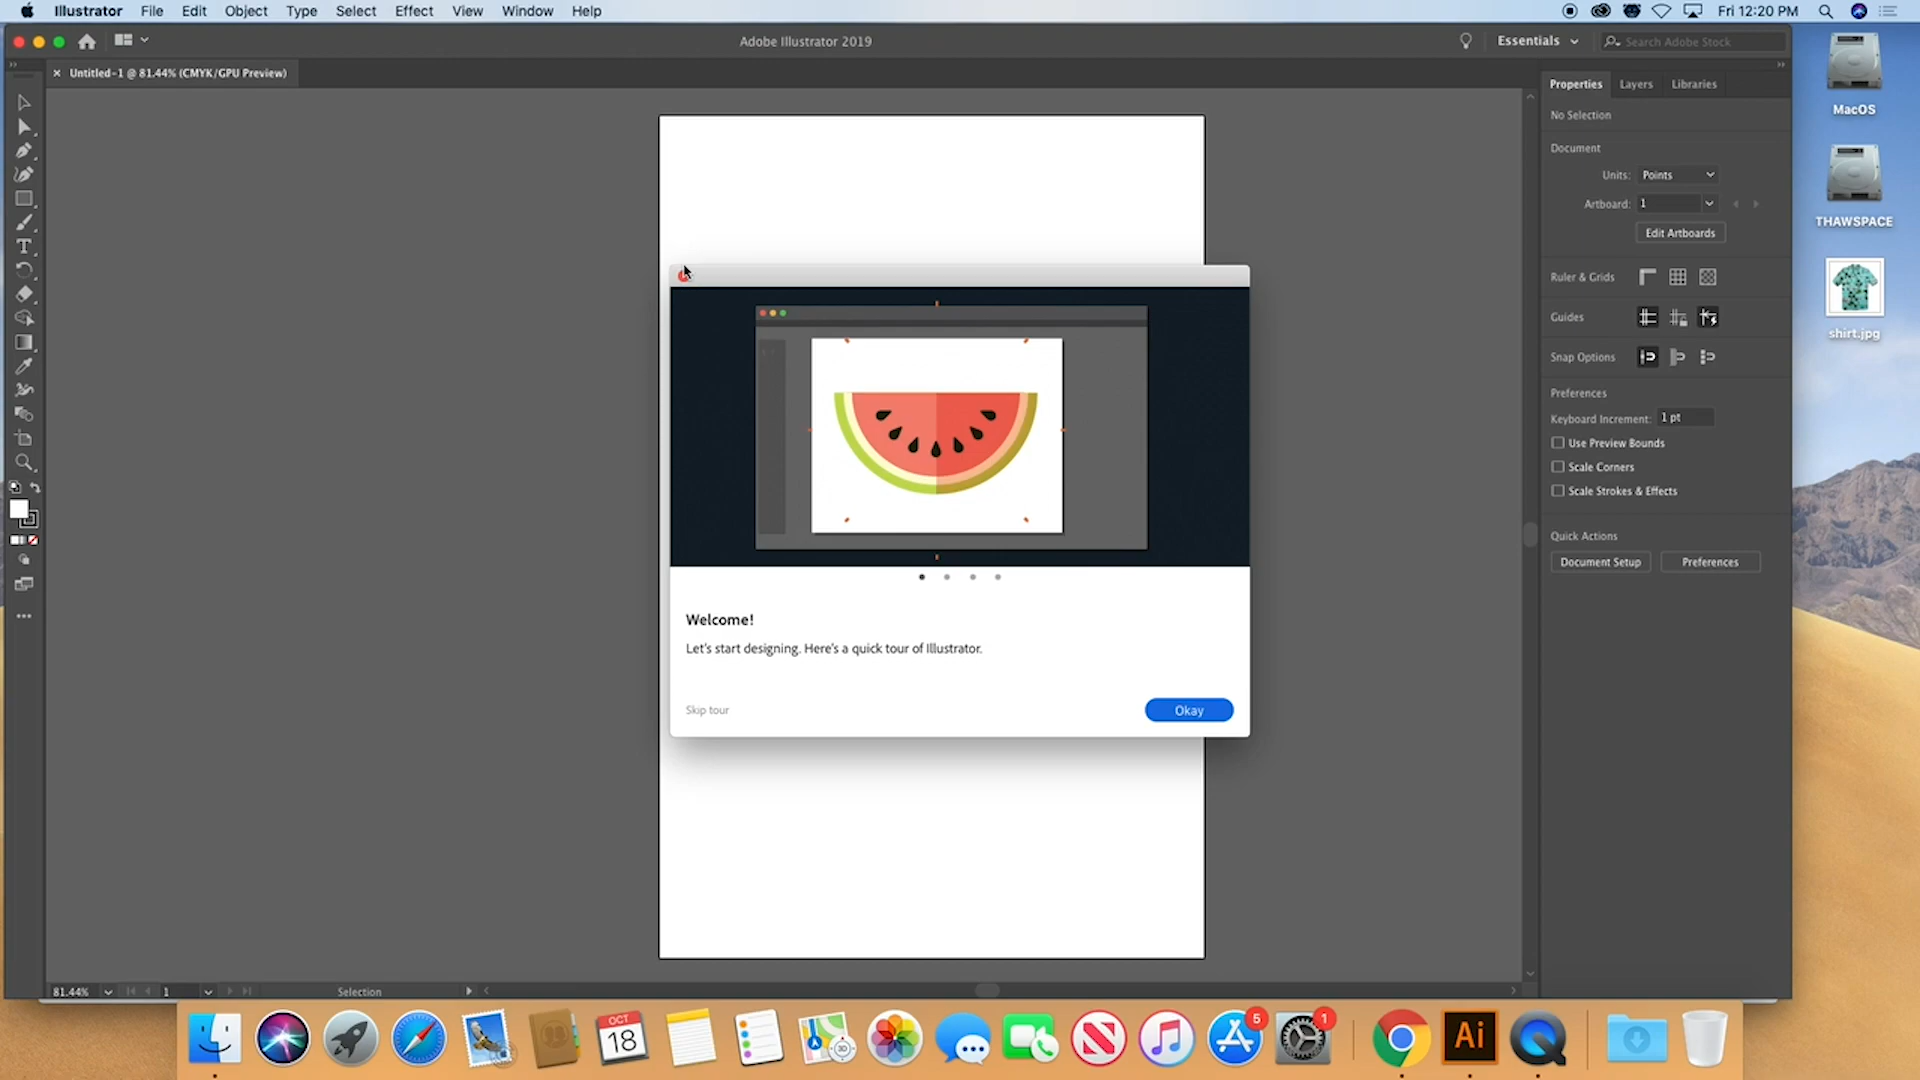 Illustrator File Edit Object Type Select Effect View Window Help
Fri 12:20 PM
Adobe Illustrator 2019
Essentials
Search Adobe Stock
Untitled-1 @ 81.44% (CMYK/GPU Preview)
Properties Layers Libraries
No Selection
Document
Units: Points
Artboard: 1
Edit Artboards
Ruler & Grids
Guides
Snap Options
Preferences
Keyboard Increment: 1 pt
Use Preview Bounds
Scale Corners
Scale Strokes & Effects
Quick Actions
Document Setup Preferences
MacOS
THAWSPACE
shirt.jpg
Welcome!
Let's start designing. Here's a quick tour of Illustrator.
Skip tour
Okay
81.44%
1
Selection
OCT
18
3D
5
1
Ai